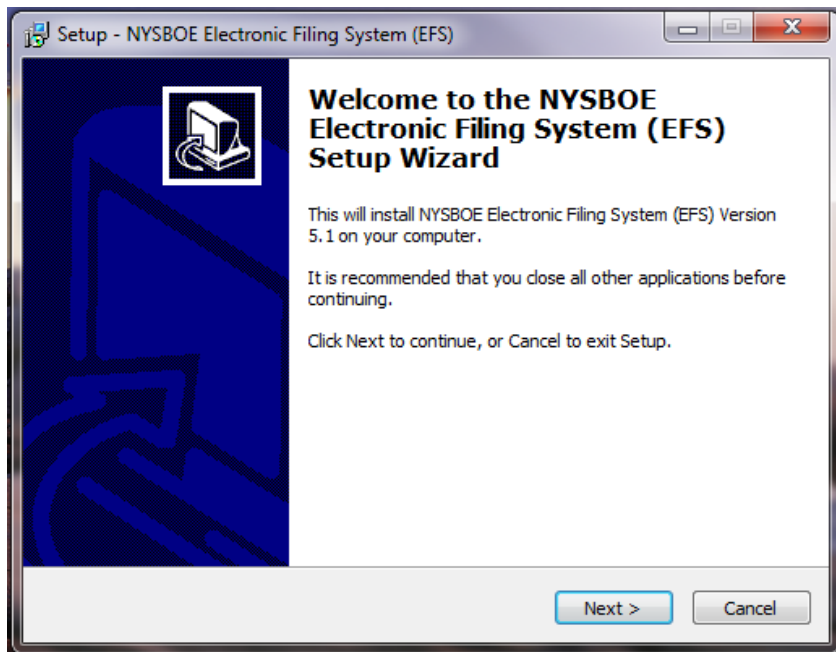 Setup - NYSBOE Electronic Filing System (EFS)
Welcome to the NYSBOE
Electronic Filing System (EFS)
Setup Wizard
This will install NYSBOE Electronic Filing System (EFS) Version
5.1 on your computer.
It is recommended that you close all other applications before
continuing.
Click Next to continue, or Cancel to exit Setup.
Next >
Cancel